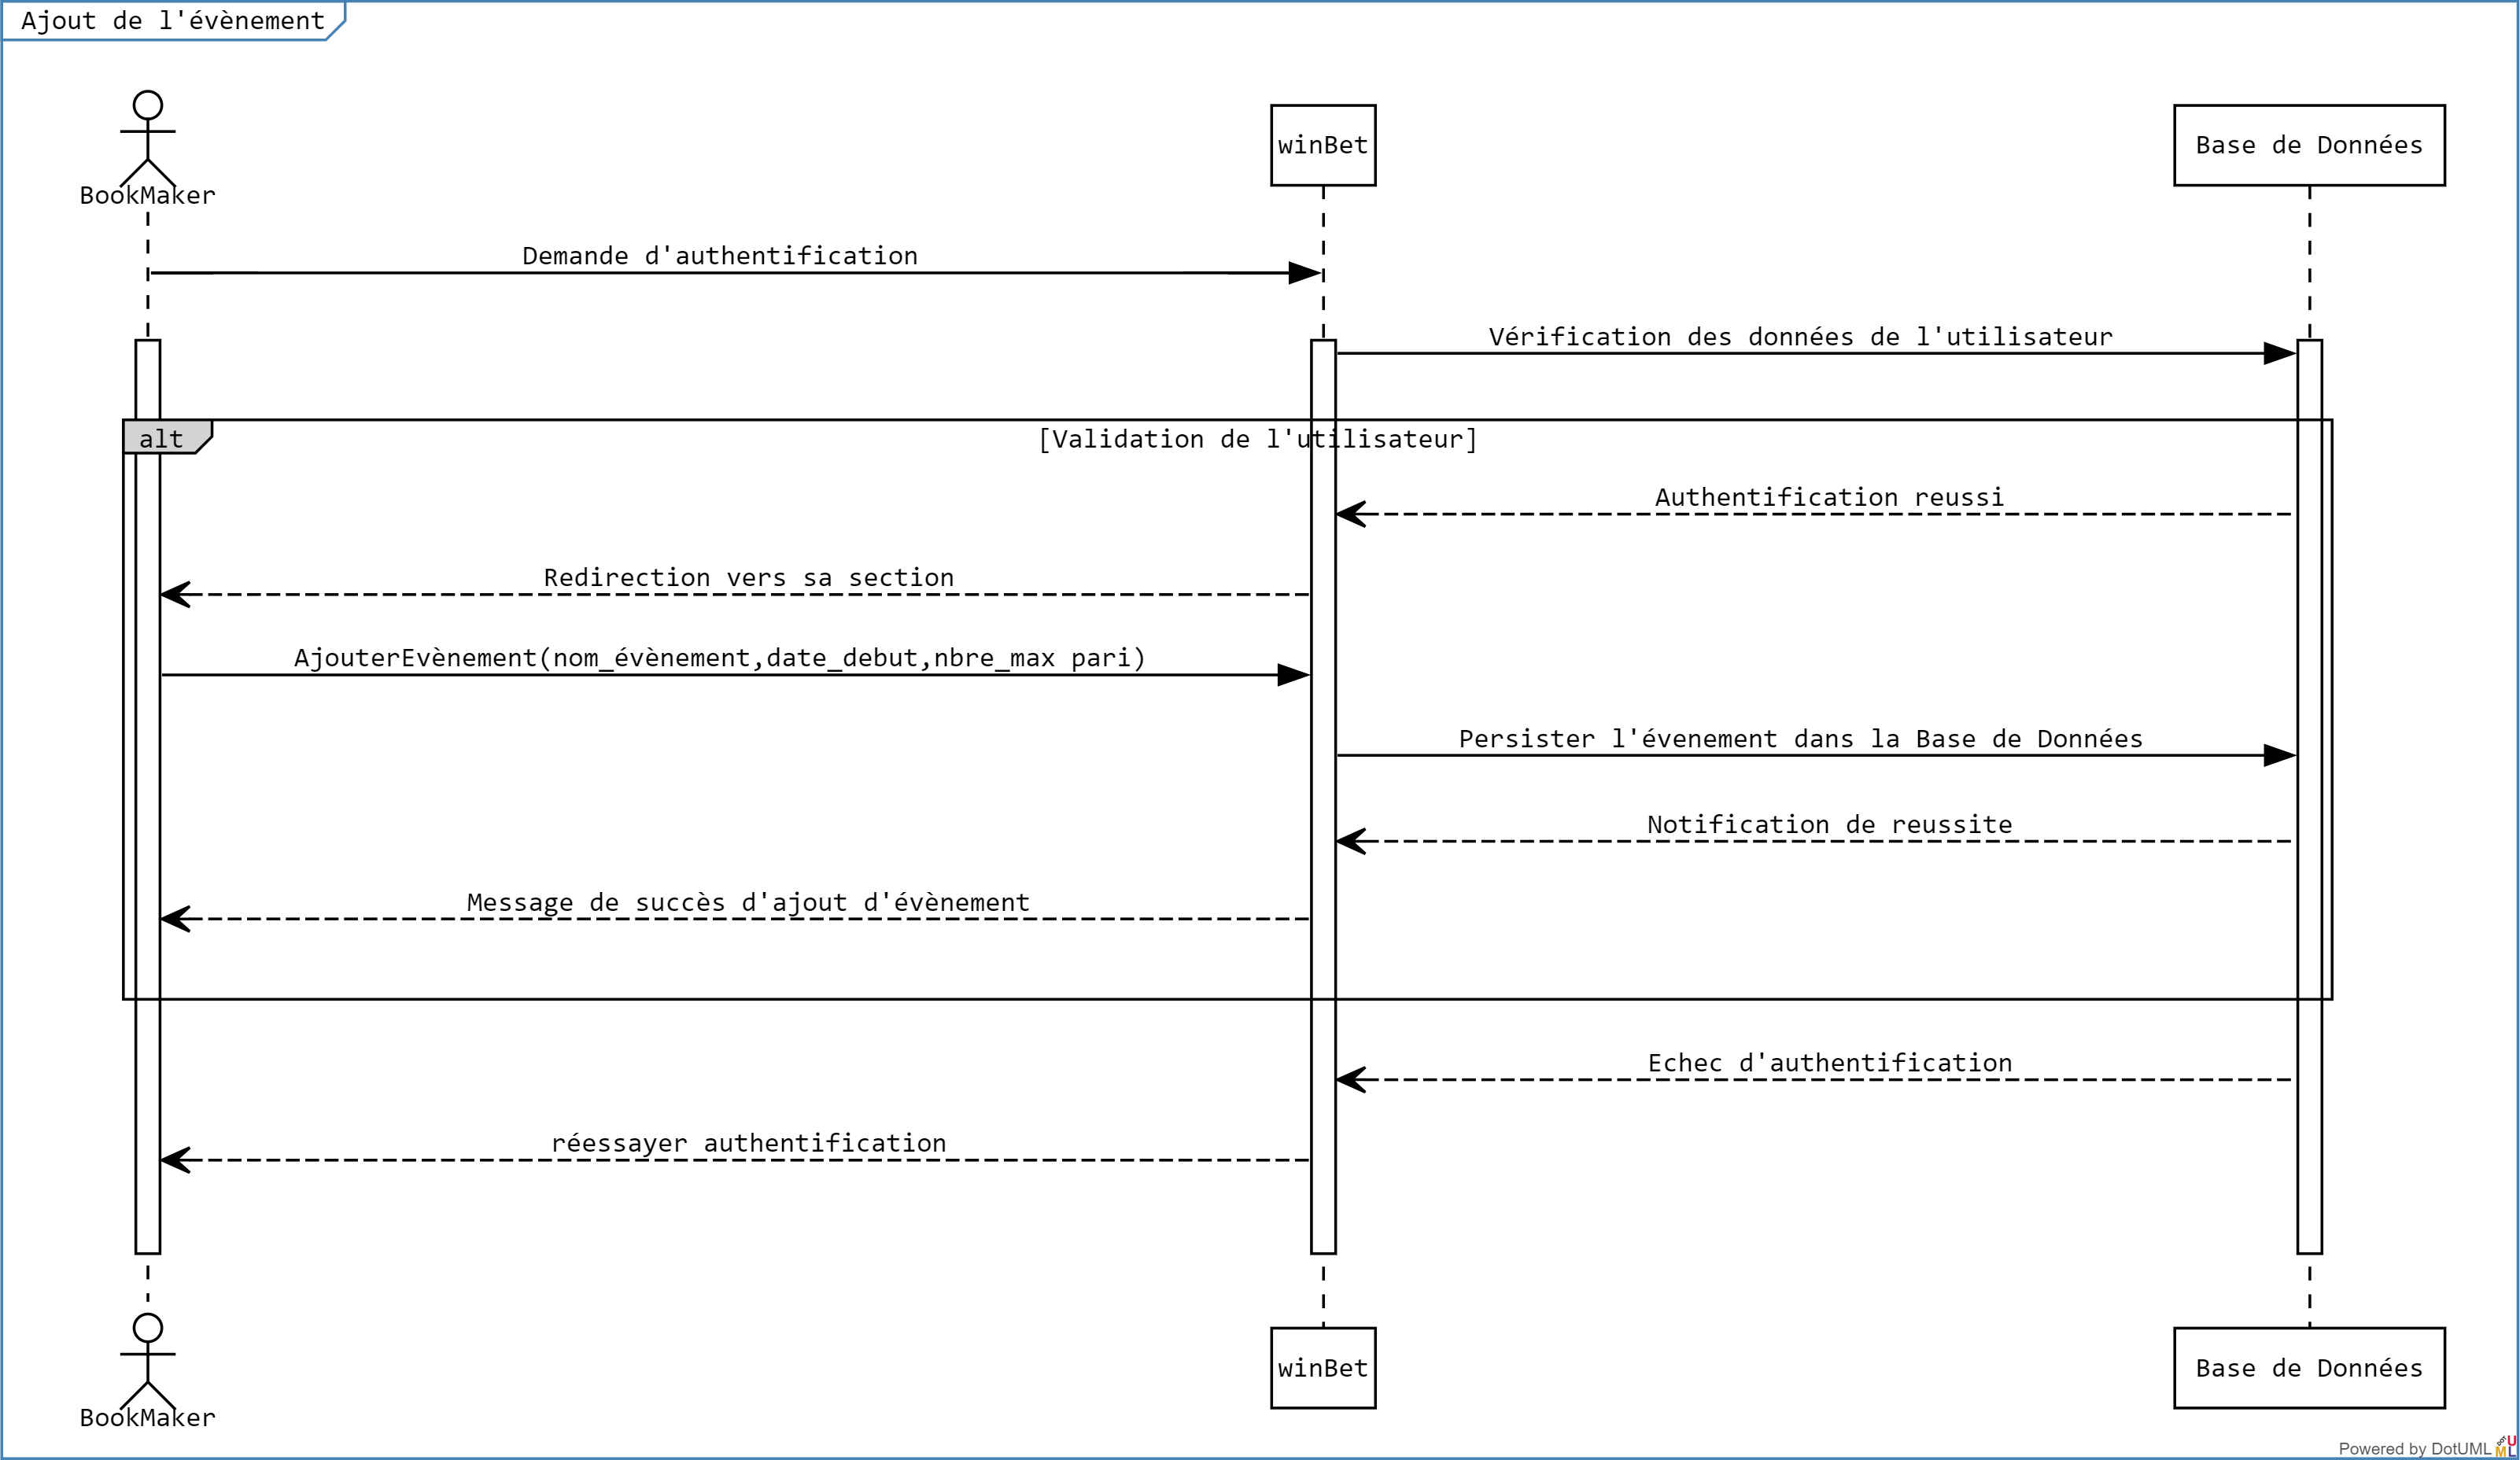 Ajout de l'évènement
BookMaker
winBet
Base de Données
Demande d'authentification
Vérification des données de l'utilisateur
alt
[Validation de l'utilisateur]
Authentification reussi
Redirection vers sa section
AjouterEvènement(nom_évènement,date_debut,nbre_max pari)
Persister l'évenement dans la Base de Données
Notification de reussite
Message de succès d'ajout d'évènement
Echec d'authentification
réessayer authentification
BookMaker
winBet
Base de Données
Powered by DotUML
DOT
U
ML